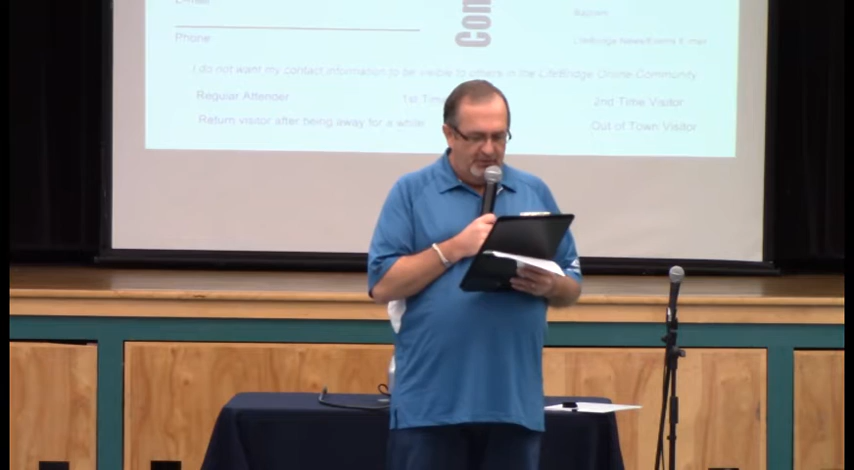 E-mail
Phone
Con
LifeBridge News/Events E-mail
I do not want my contact information to be visible to others in the LifeBridge Online Community
Regular Attender
1st Tim
2nd Time Visitor
Return visitor after being away for a while
Out of Town Visitor